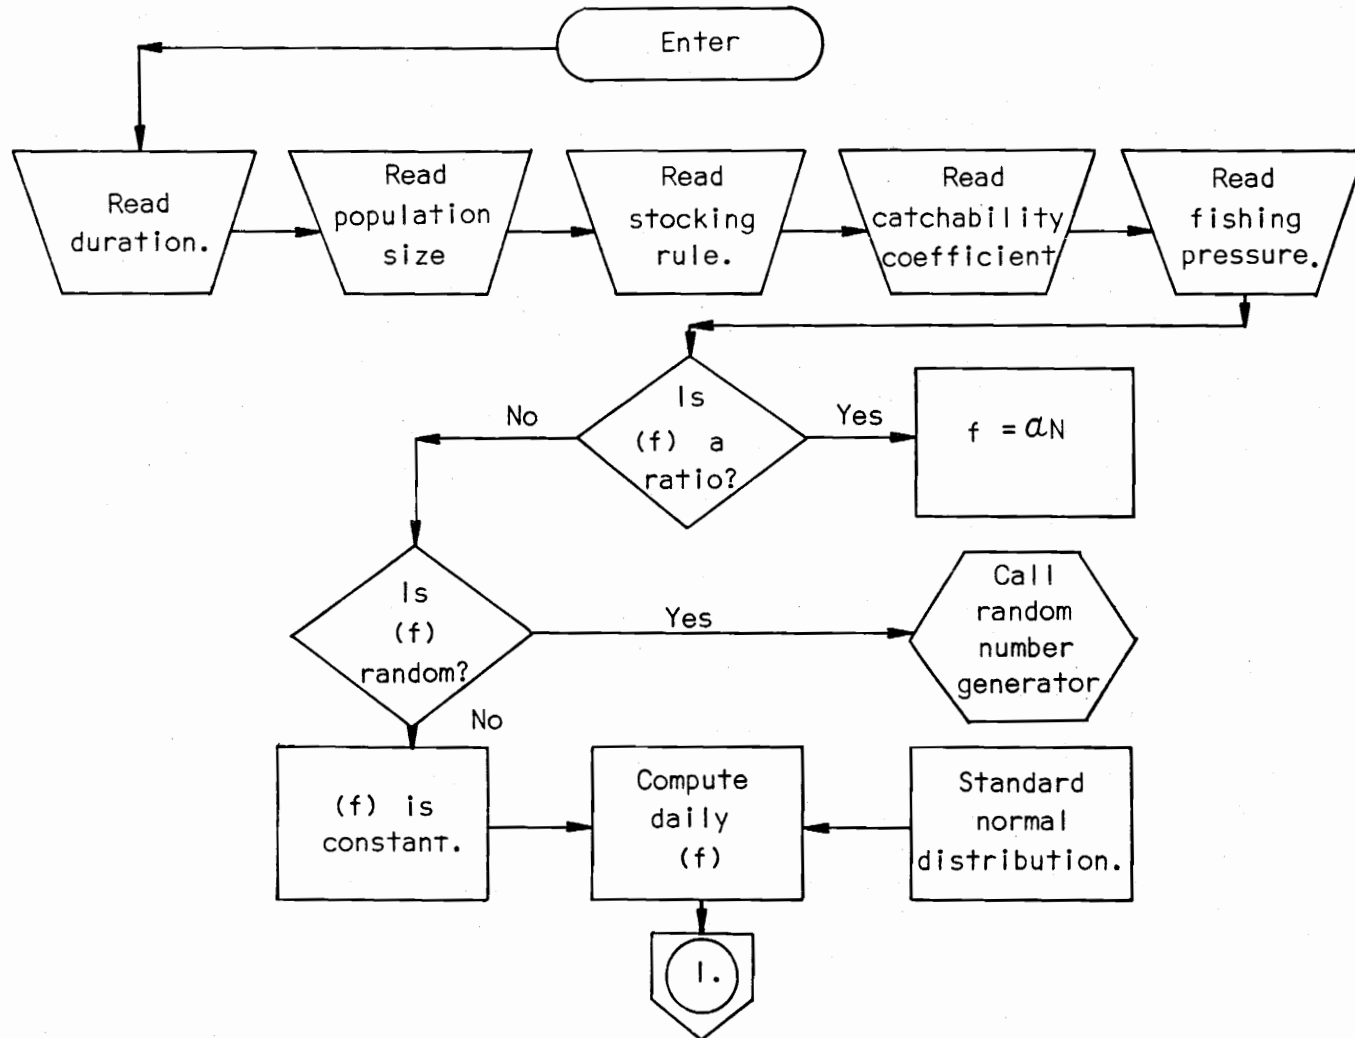 Enter
Read
duration.
Read
population
size
Read
stocking
rule.
Read
catchability
coefficient
Read
fishing
pressure.
Is
(f) a
ratio?
No
Yes
f = αN
Is
(f)
random?
Yes
No
Call
random
number
generator
(f) is
constant.
Compute
daily
(f)
Standard
normal
distribution.
1.